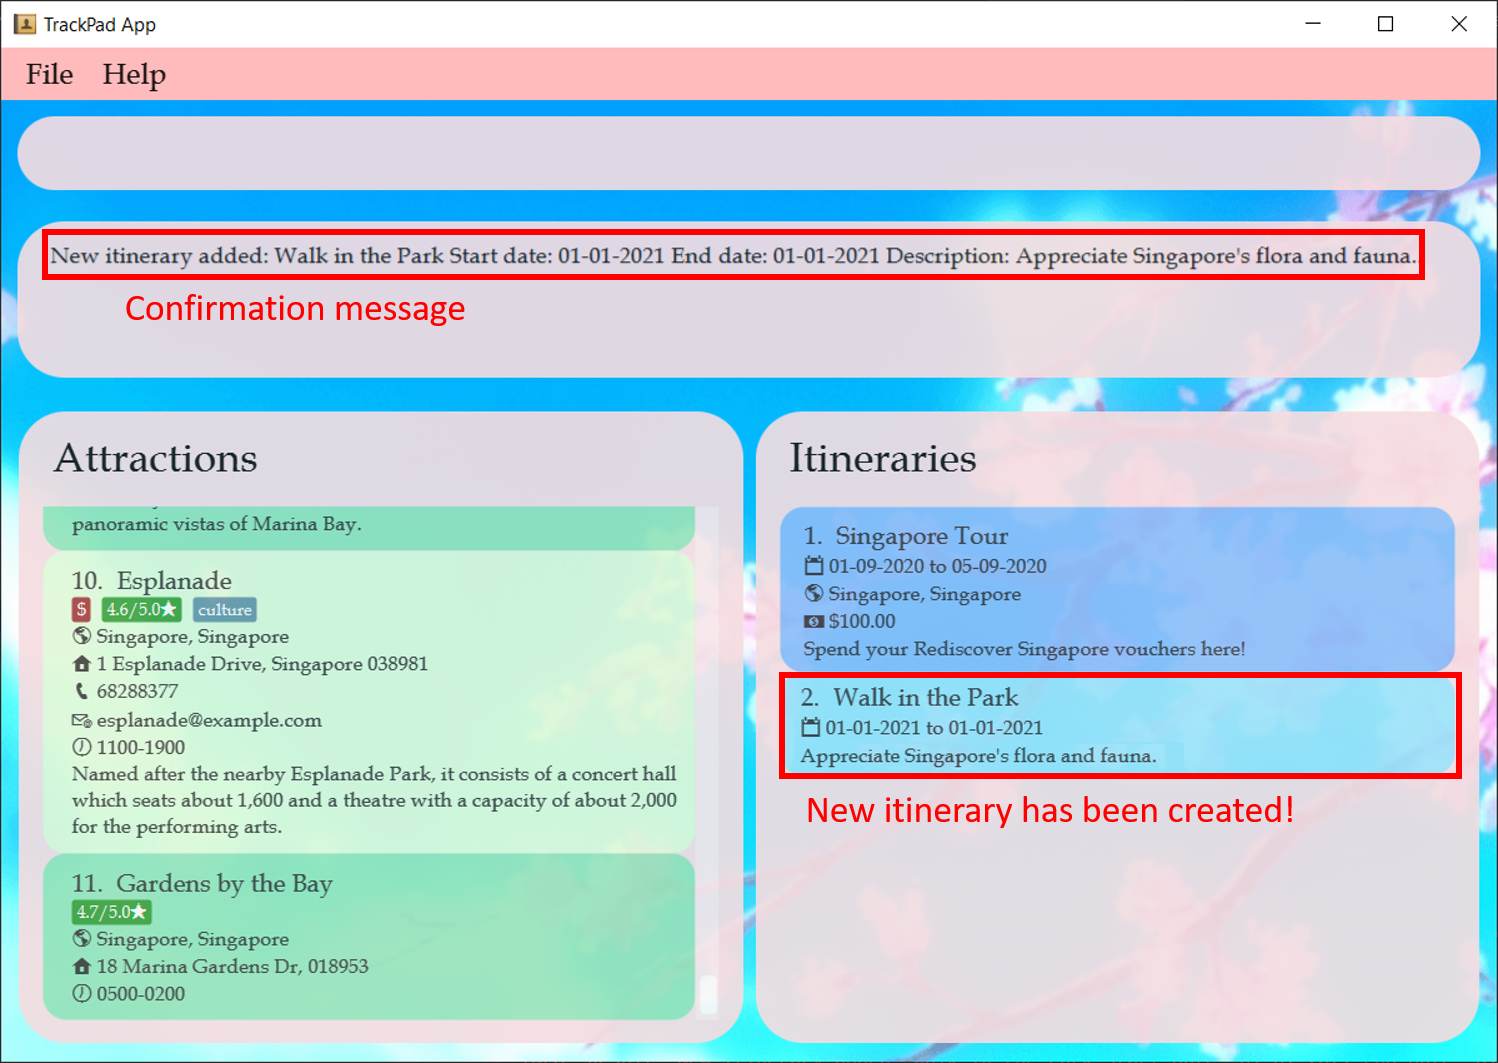 TrackPad App
File Help
New itinerary added: Walk in the Park Start date: 01-01-2021 End date: 01-01-2021 Description: Appreciate Singapore's flora and fauna..
Confirmation message
Attractions
panoramic vistas of Marina Bay.
10. Esplanade
$ 4.6/5.0★ culture
Singapore, Singapore
1 Esplanade Drive, Singapore 038981
68288377
esplanade@example.com
1100-1900
Named after the nearby Esplanade Park, it consists of a concert hall
which seats about 1,600 and a theatre with a capacity of about 2,000
for the performing arts.
11. Gardens by the Bay
4.7/5.0★
Singapore, Singapore
18 Marina Gardens Dr, 018953
0500-0200
Itineraries
1. Singapore Tour
01-09-2020 to 05-09-2020
Singapore, Singapore
$100.00
Spend your Rediscover Singapore vouchers here!
2. Walk in the Park
01-01-2021 to 01-01-2021
Appreciate Singapore's flora and fauna.
New itinerary has been created!